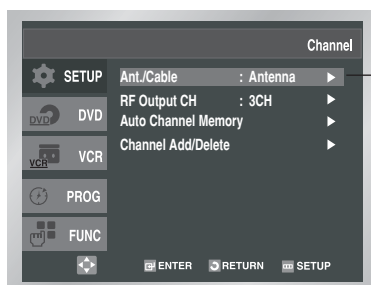 Channel
SETUP
Ant./Cable : Antenna
RF Output CH : 3CH
DVD DVD
Auto Channel Memory
Channel Add/Delete
VCR VCR
PROG
FUNC
ENTER RETURN SETUP